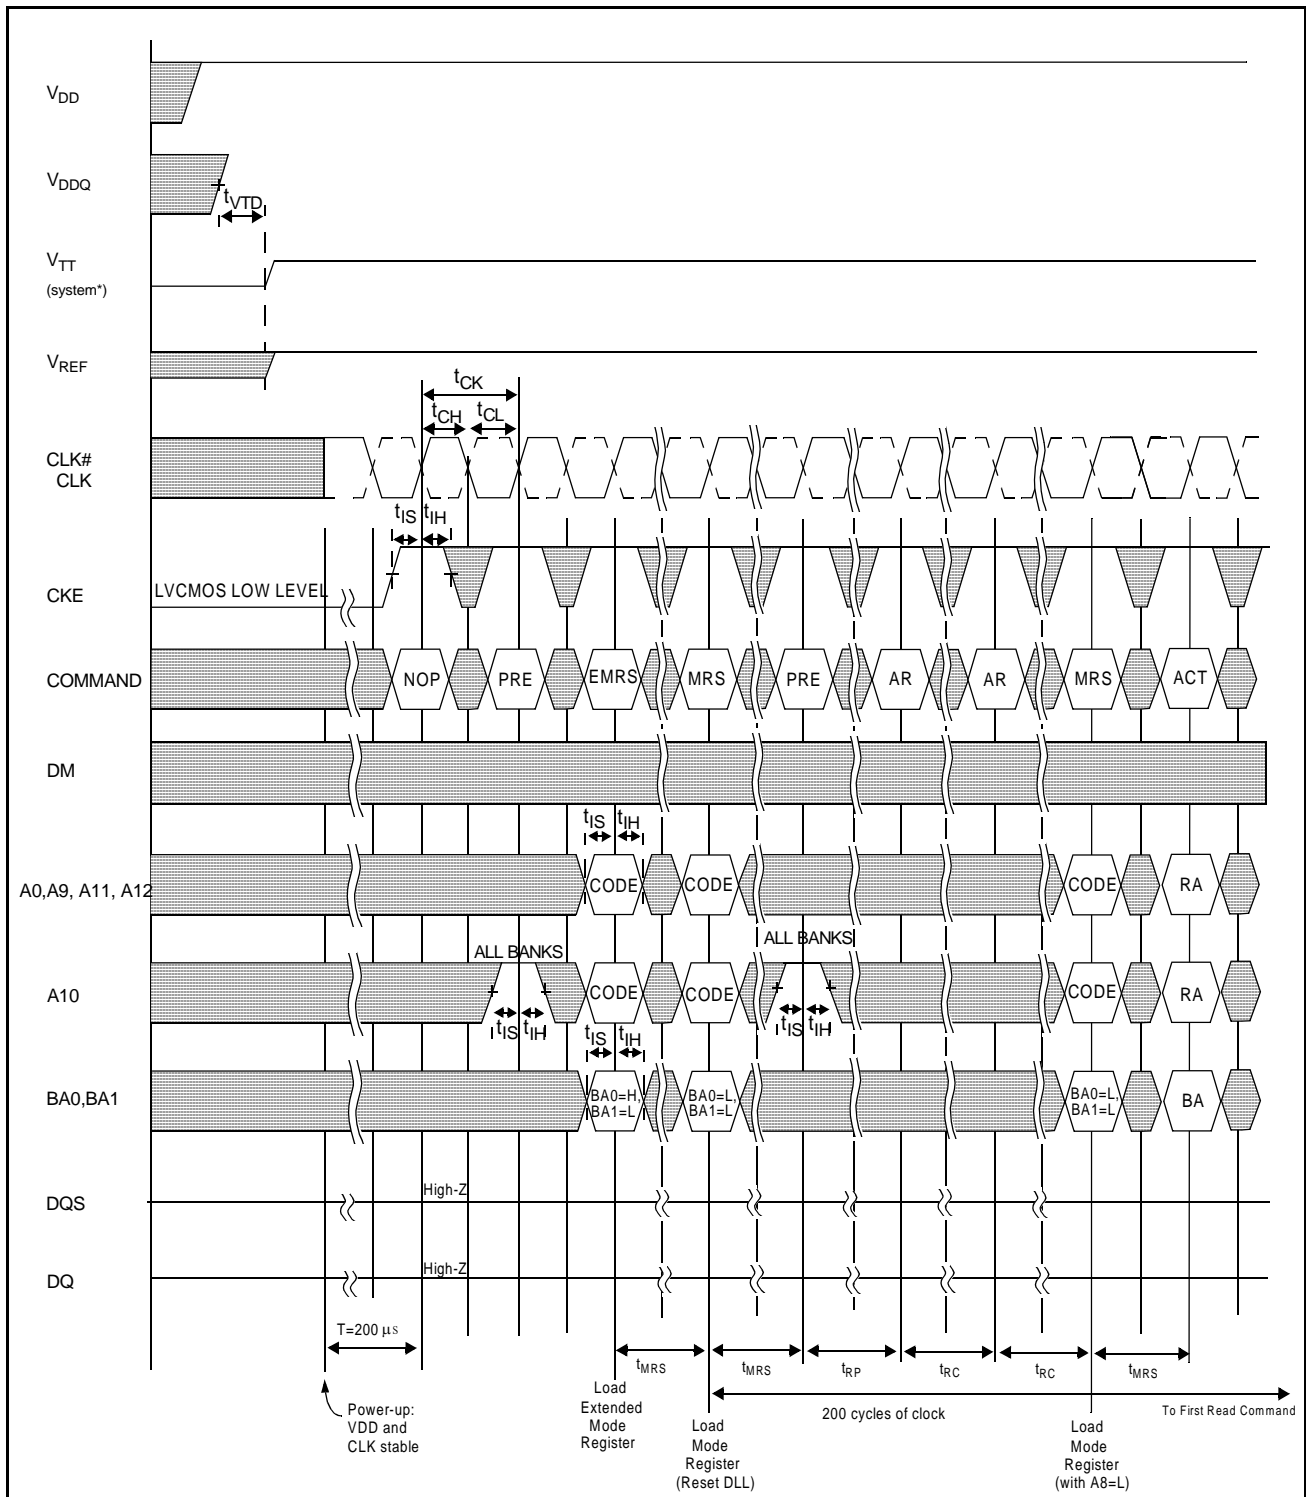 VDD
VDDQ
tVTD
VTT
(system*)
VREF
tCK
tCH tCL
CLK#
CLK
tIS tIH
CKE
LVCMOS LOW LEVEL
COMMAND
NOP PRE EMRS MRS PRE AR AR MRS ACT
DM
tIS tIH
A0,A9, A11, A12
CODE CODE CODE RA
ALL BANKS ALL BANKS
A10
CODE CODE CODE RA
tIS tIH tIS tIH
tIS tIH
BA0,BA1
BA0=H, BA0=L, BA0=L, BA
BA1=L BA1=L BA1=L
DQS
High-Z
DQ
High-Z
T=200 µs
tMRS tMRS tRP tRC tRC tMRS
Power-up:
VDD and
CLK stable
Load
Extended
Mode
Register
200 cycles of clock
To First Read Command
Load
Mode
Register
(Reset DLL)
Load
Mode
Register
(with A8=L)